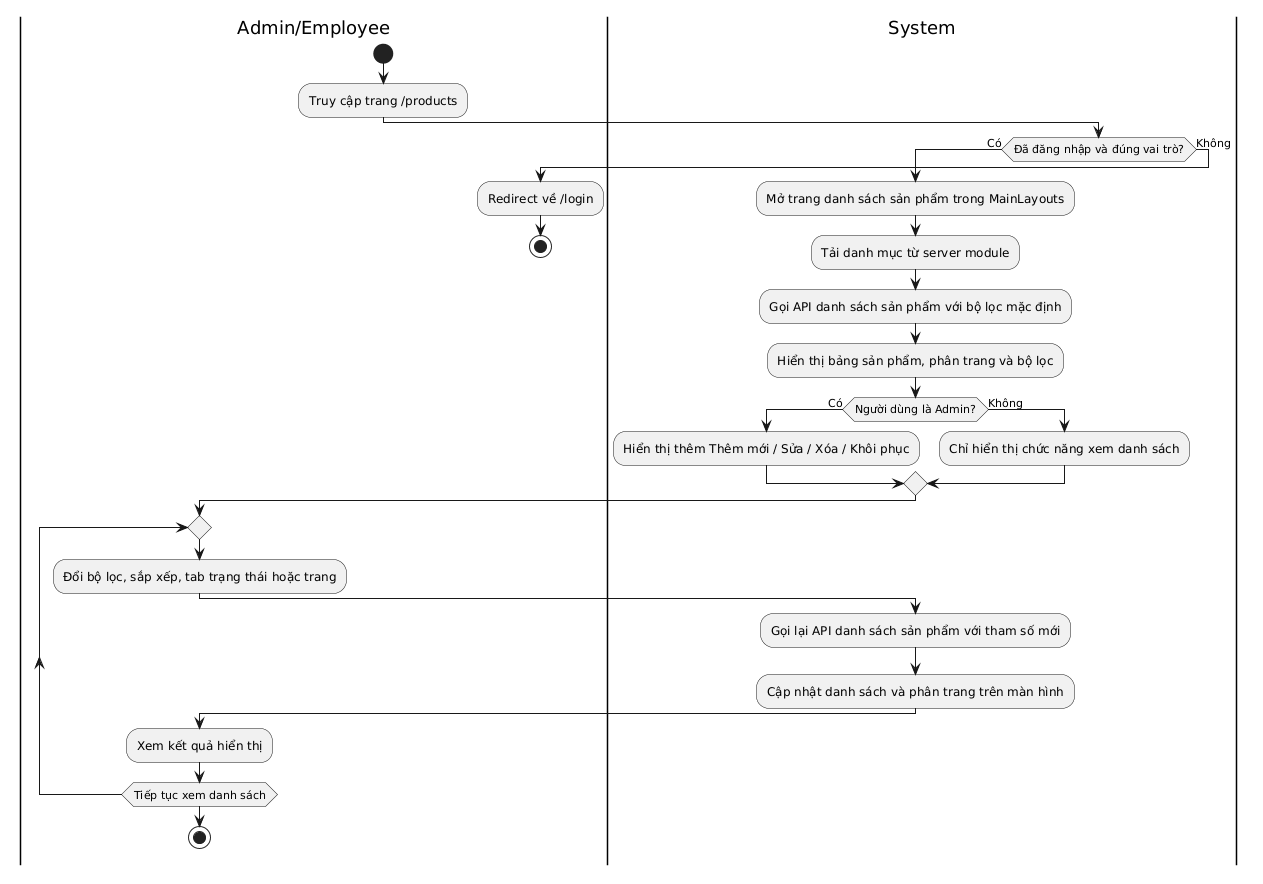 Admin/Employee
System
Truy cập trang /products
Có
Đã đăng nhập và đúng vai trò?
Không
Redirect về /login
Mở trang danh sách sản phẩm trong MainLayouts
Tải danh mục từ server module
Gọi API danh sách sản phẩm với bộ lọc mặc định
Hiển thị bảng sản phẩm, phân trang và bộ lọc
Có
Người dùng là Admin?
Không
Hiển thị thêm Thêm mới / Sửa / Xóa / Khôi phục
Chỉ hiển thị chức năng xem danh sách
Đổi bộ lọc, sắp xếp, tab trạng thái hoặc trang
Gọi lại API danh sách sản phẩm với tham số mới
Cập nhật danh sách và phân trang trên màn hình
Xem kết quả hiển thị
Tiếp tục xem danh sách